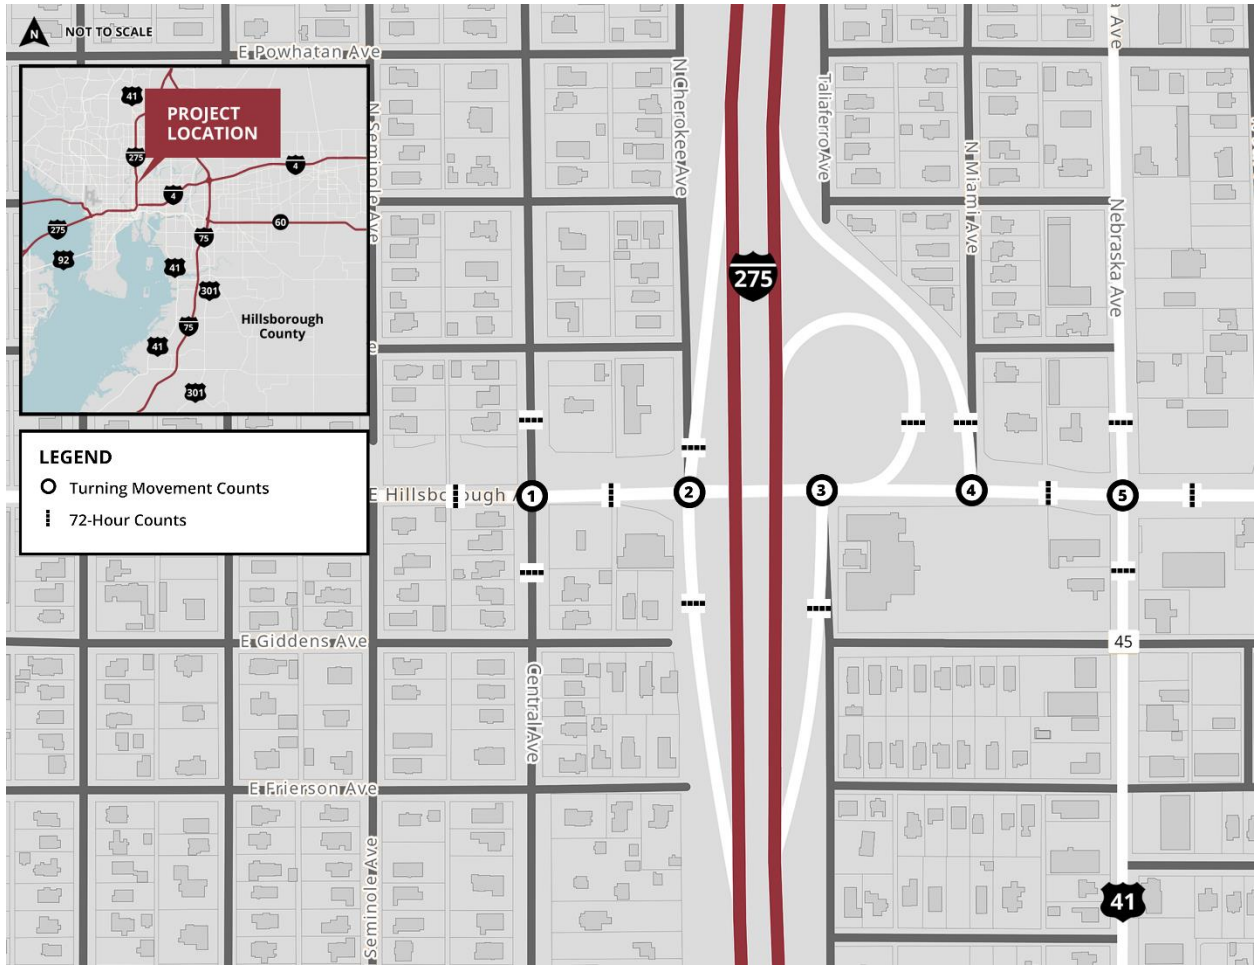 N
NOT TO SCALE
E Powhatan Ave
41
PROJECT
LOCATION
275
4
4
275
60
75
92
41
301
Hillsborough
County
75
41
301
LEGEND
Turning Movement Counts
72-Hour Counts
N Seminole Ave
N Cherokee Ave
Taliaferro Ave
N Miami Ave
Ave
Nebraska Ave
275
E Hillsborough A
1
2
3
4
5
E Giddens Ave
45
Central Ave
E Frierson Ave
Seminole Ave
41